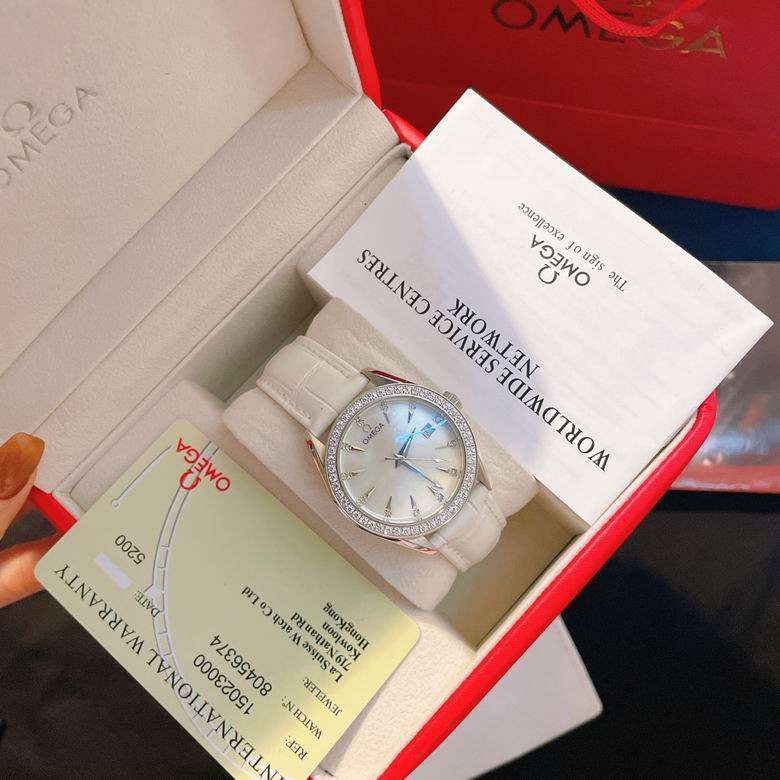 Ω
OMEGA
OMEGA
Ω
OMEGA
The sign of excellence
WORLDWIDE SERVICE CENTRES
NETWORK
Ω
OMEGA
Ω
OMEGA
INTERNATIONAL WARRANTY
REF: 15023000
WATCH Nº: 80456374
JEWELER: La Suisse W atch Co Ltd
719 Nathan Rd
Kowloon
HongKong
DATE: 5200